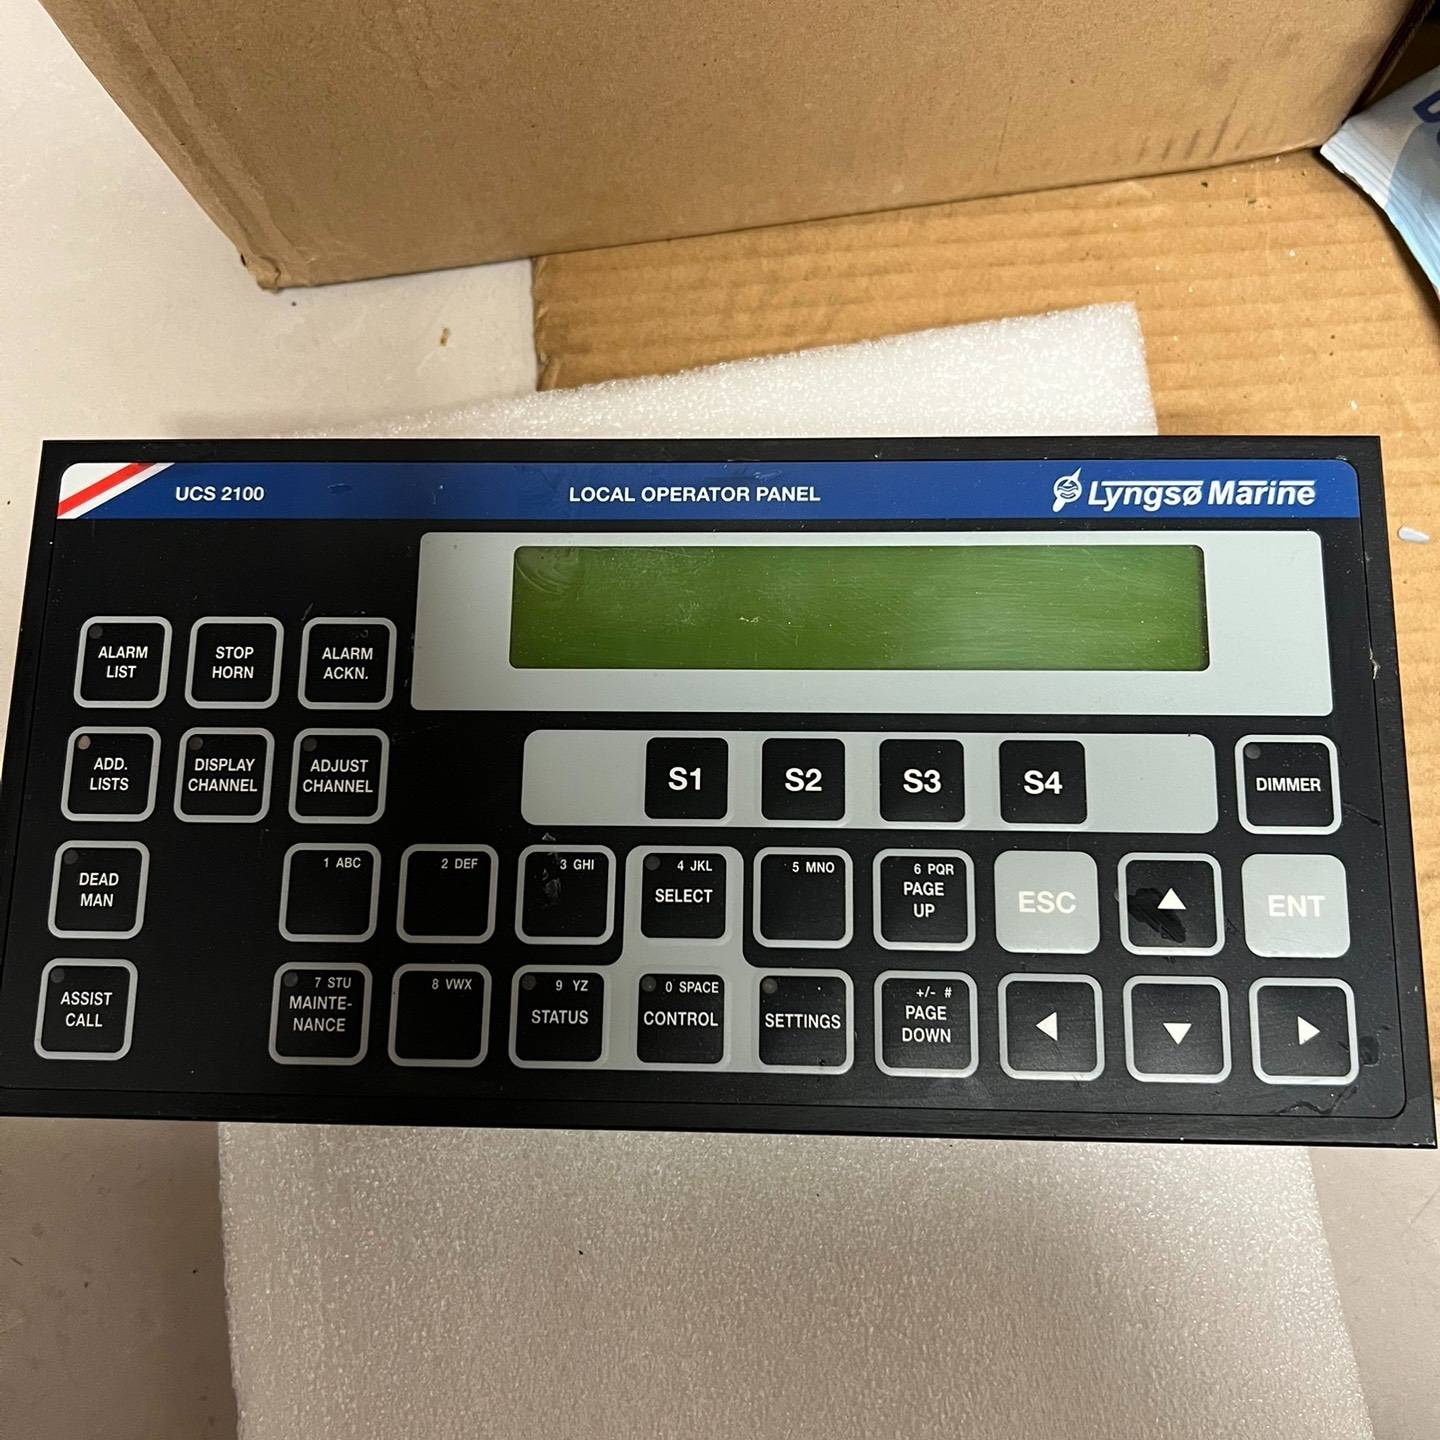 UCS 2100
LOCAL OPERATOR PANEL
Lyngsø Marine
ALARM
LIST
STOP
HORN
ALARM
ACKN.
ADD.
LISTS
DISPLAY
CHANNEL
ADJUST
CHANNEL
S1
S2
S3
S4
DIMMER
DEAD
MAN
1 ABC
2 DEF
3 GHI
4 JKL
SELECT
5 MNO
6 PQR
PAGE
UP
ESC
ENT
ASSIST
CALL
7 STU
MAINTE-
NANCE
8 VWX
9 YZ
STATUS
0 SPACE
CONTROL
SETTINGS
+/- #
PAGE
DOWN